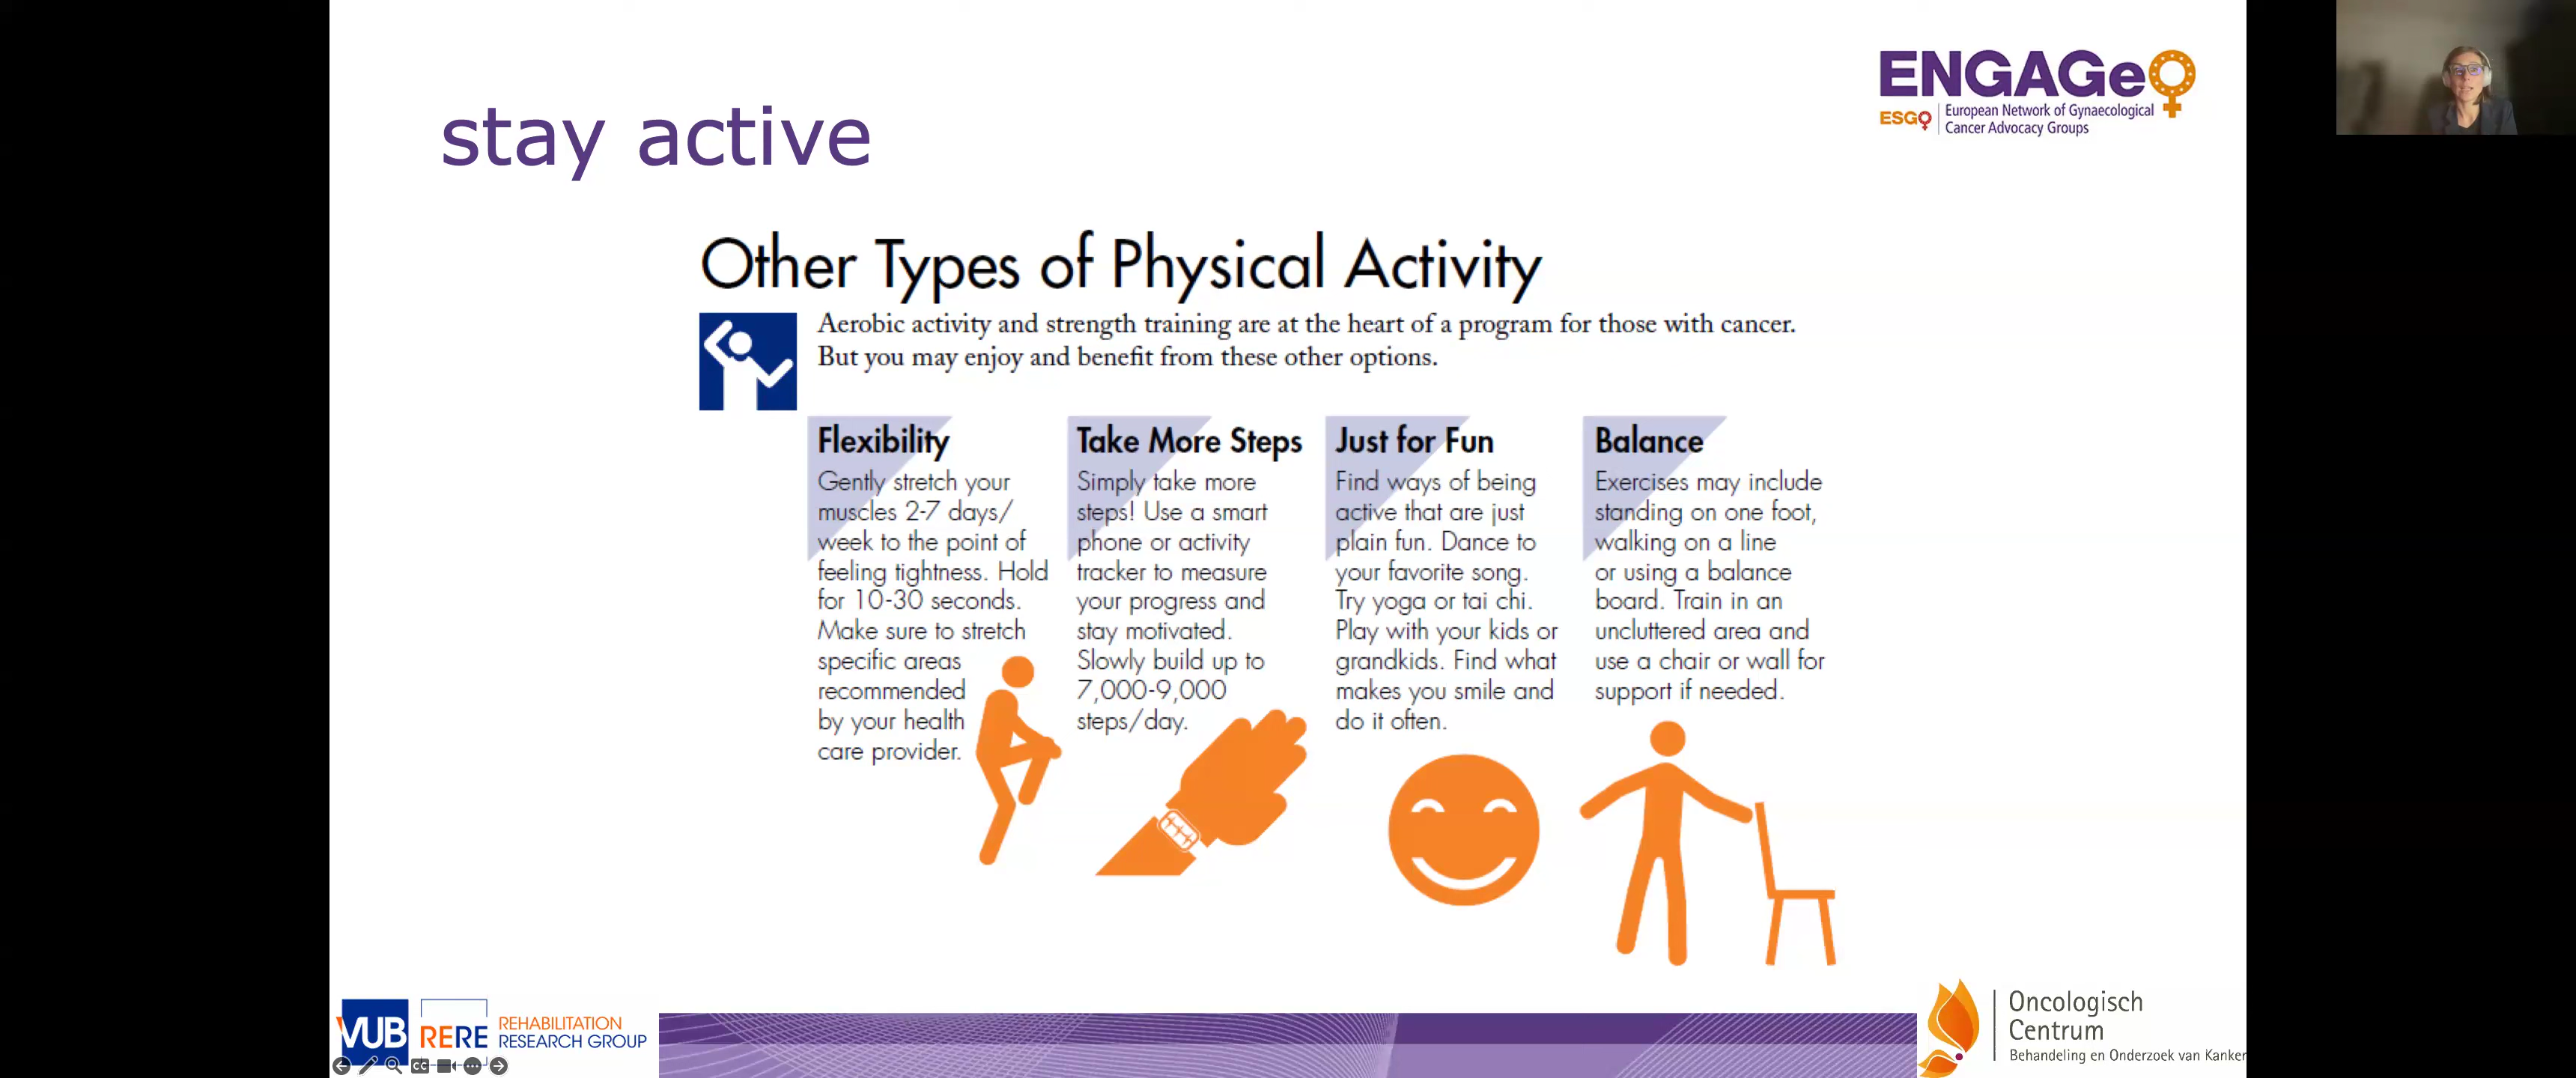 stay active
ENGAGe
ESGO
European Network of Gynaecological
Cancer Advocacy Groups
Other Types of Physical Activity
Aerobic activity and strength training are at the heart of a program for those with cancer.
But you may enjoy and benefit from these other options.
Flexibility
Gently stretch your
muscles 2-7 days/
week to the point of
feeling tightness. Hold
for 10-30 seconds.
Make sure to stretch
specific areas
recommended
by your health
care provider.
Take More Steps
Simply take more
steps! Use a smart
phone or activity
tracker to measure
your progress and
stay motivated.
Slowly build up to
7,000-9,000
steps/day.
Just for Fun
Find ways of being
active that are just
plain fun. Dance to
your favorite song.
Try yoga or tai chi.
Play with your kids or
grandkids. Find what
makes you smile and
do it often.
Balance
Exercises may include
standing on one foot,
walking on a line
or using a balance
board. Train in an
uncluttered area and
use a chair or wall for
support if needed.
VUB
RERE
REHABILITATION
RESEARCH GROUP
CC
Oncologisch
Centrum
Behandeling en Onderzoek van Kanker